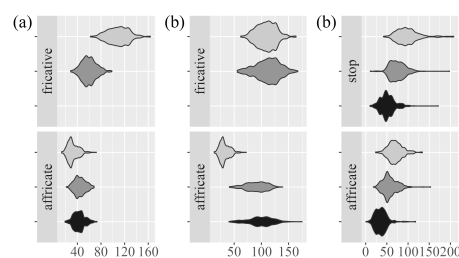 (a)
fricative
affricate
40 80 120 160
(b)
fricative
affricate
50 100 150
(b)
stop
affricate
0 50 100 150 200